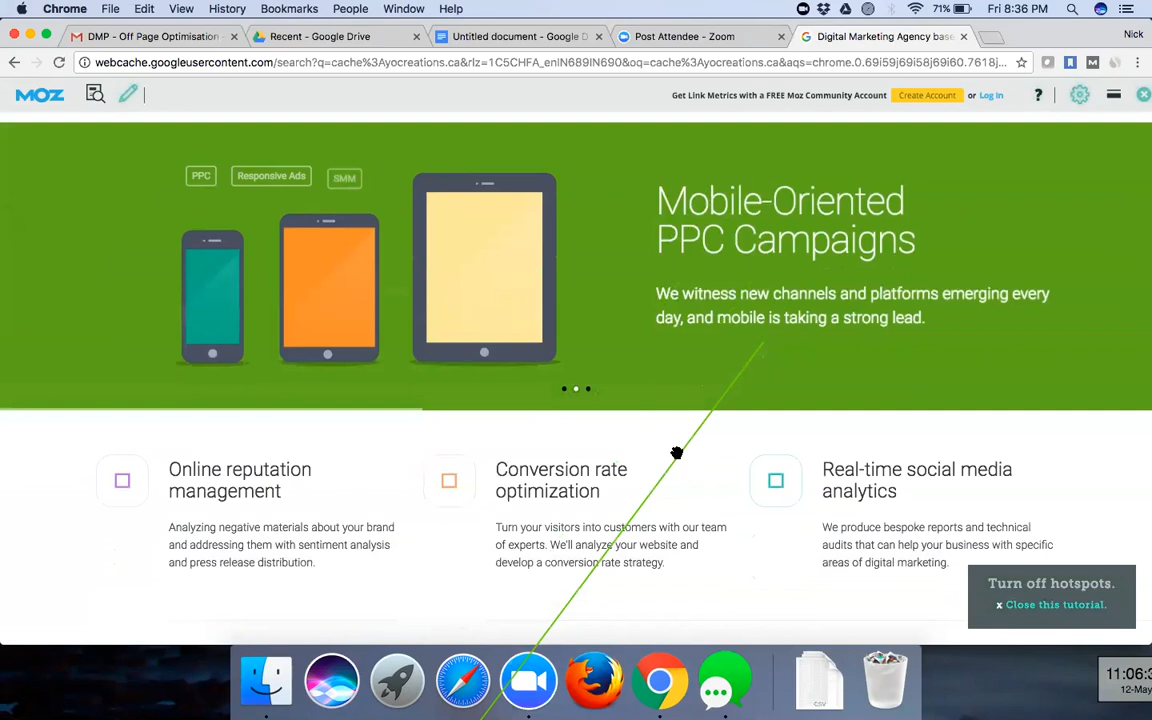 Chrome File Edit View History Bookmarks People Window Help 71% Fri 8:36 PM
DMP - Off Page Optimisation - × Recent - Google Drive × Untitled document - Google D × Post Attendee - Zoom × Digital Marketing Agency base × Nick
webcache.googleusercontent.com/search?q=cache%3Ayocreations.ca&rlz=1C5CHFA_enIN689IN690&oq=cache%3Ayocreations.ca&aqs=chrome.0.69i59j69i58j69i60.7618j...
MOZ Get Link Metrics with a FREE Moz Community Account Create Account or Log In ?
PPC Responsive Ads SMM
Mobile-Oriented
PPC Campaigns
We witness new channels and platforms emerging every
day, and mobile is taking a strong lead.
Online reputation
management
Analyzing negative materials about your brand
and addressing them with sentiment analysis
and press release distribution.
Conversion rate
optimization
Turn your visitors into customers with our team
of experts. We'll analyze your website and
develop a conversion rate strategy.
Real-time social media
analytics
We produce bespoke reports and technical
audits that can help your business with specific
areas of digital marketing.
Turn off hotspots.
x Close this tutorial.
CSV
11:06:3
12-May